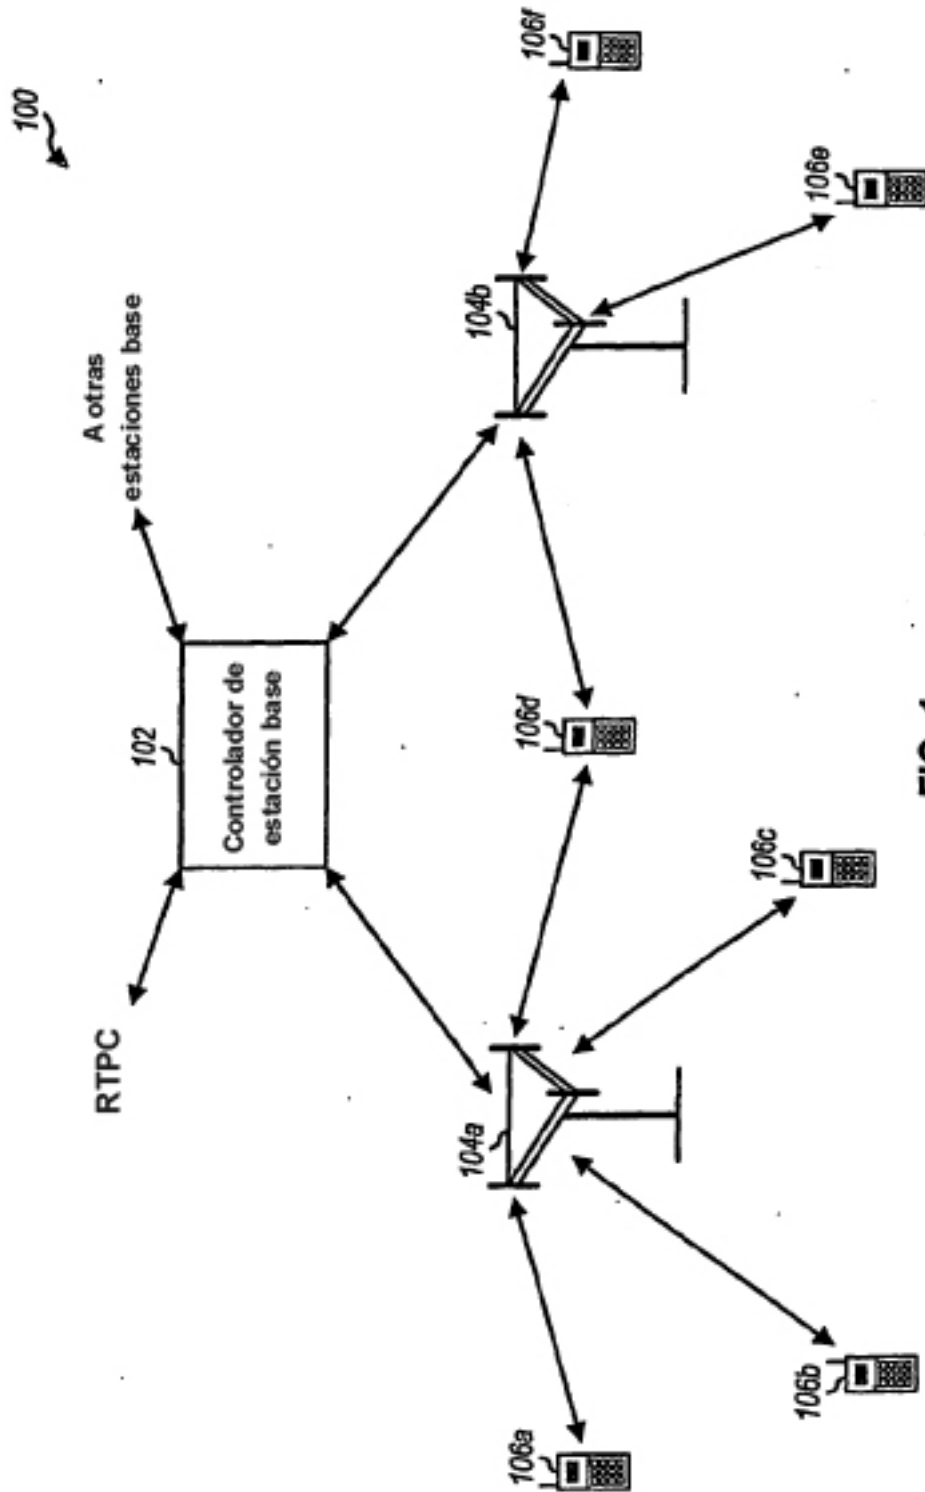 100
A otras
estaciones base
RTPC
102
Controlador de
estación base
104a
104b
106a
106b
106c
106d
106e
106f